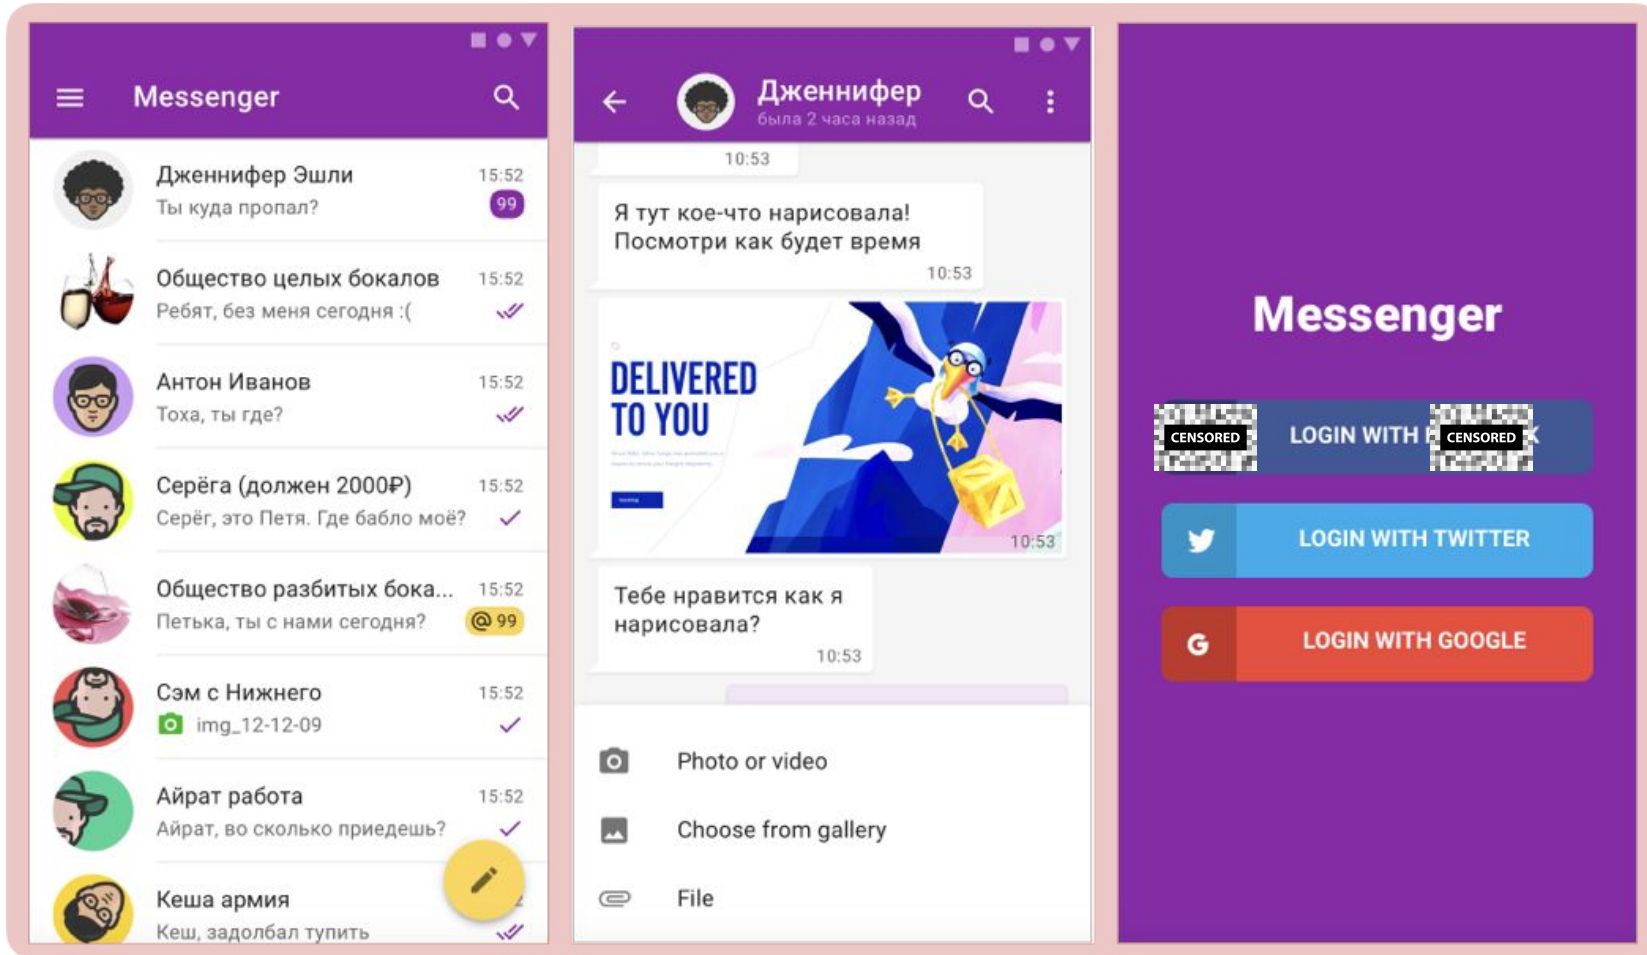 Messenger
Дженнифер Эшли
15:52
Ты куда пропал?
99
Общество целых бокалов
15:52
Ребят, без меня сегодня :(
Антон Иванов
15:52
Тоха, ты где?
Серёга (должен 2000₽)
15:52
Серёг, это Петя. Где бабло моё?
Общество разбитых бока...
15:52
Петька, ты с нами сегодня?
@ 99
Сэм с Нижнего
15:52
img_12-12-09
Айрат работа
15:52
Айрат, во сколько приедешь?
Кеша армия
Кеш, задолбал тупить
Дженнифер
была 2 часа назад
10:53
Я тут кое-что нарисовала!
Посмотри как будет время
10:53
DELIVERED
TO YOU
10:53
Тебе нравится как я
нарисовала?
10:53
Photo or video
Choose from gallery
File
Messenger
CENSORED
LOGIN WITH
CENSORED
LOGIN WITH TWITTER
G
LOGIN WITH GOOGLE